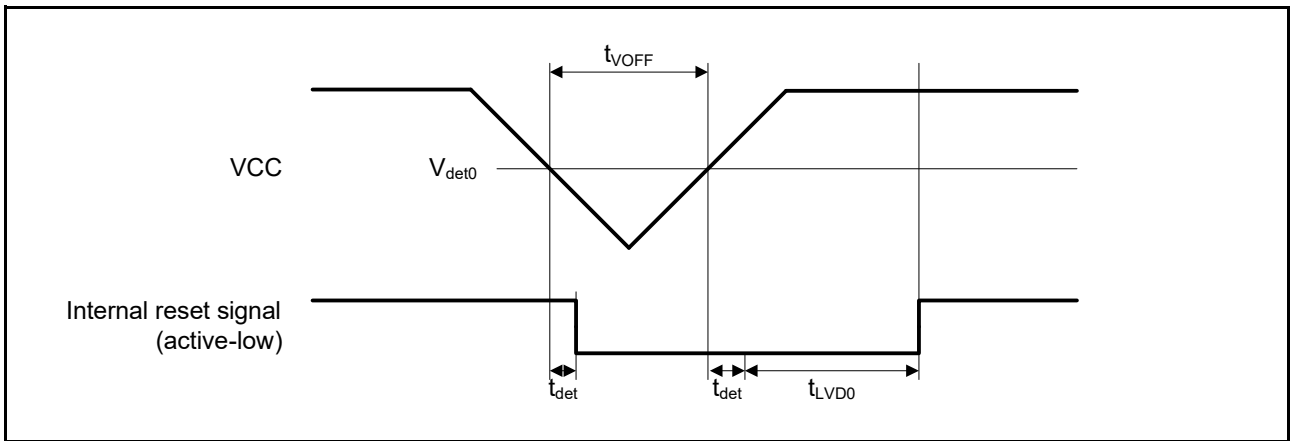 tVOFF
VCC
Vdet0
Internal reset signal
(active-low)
tdet
tdet
tLVD0